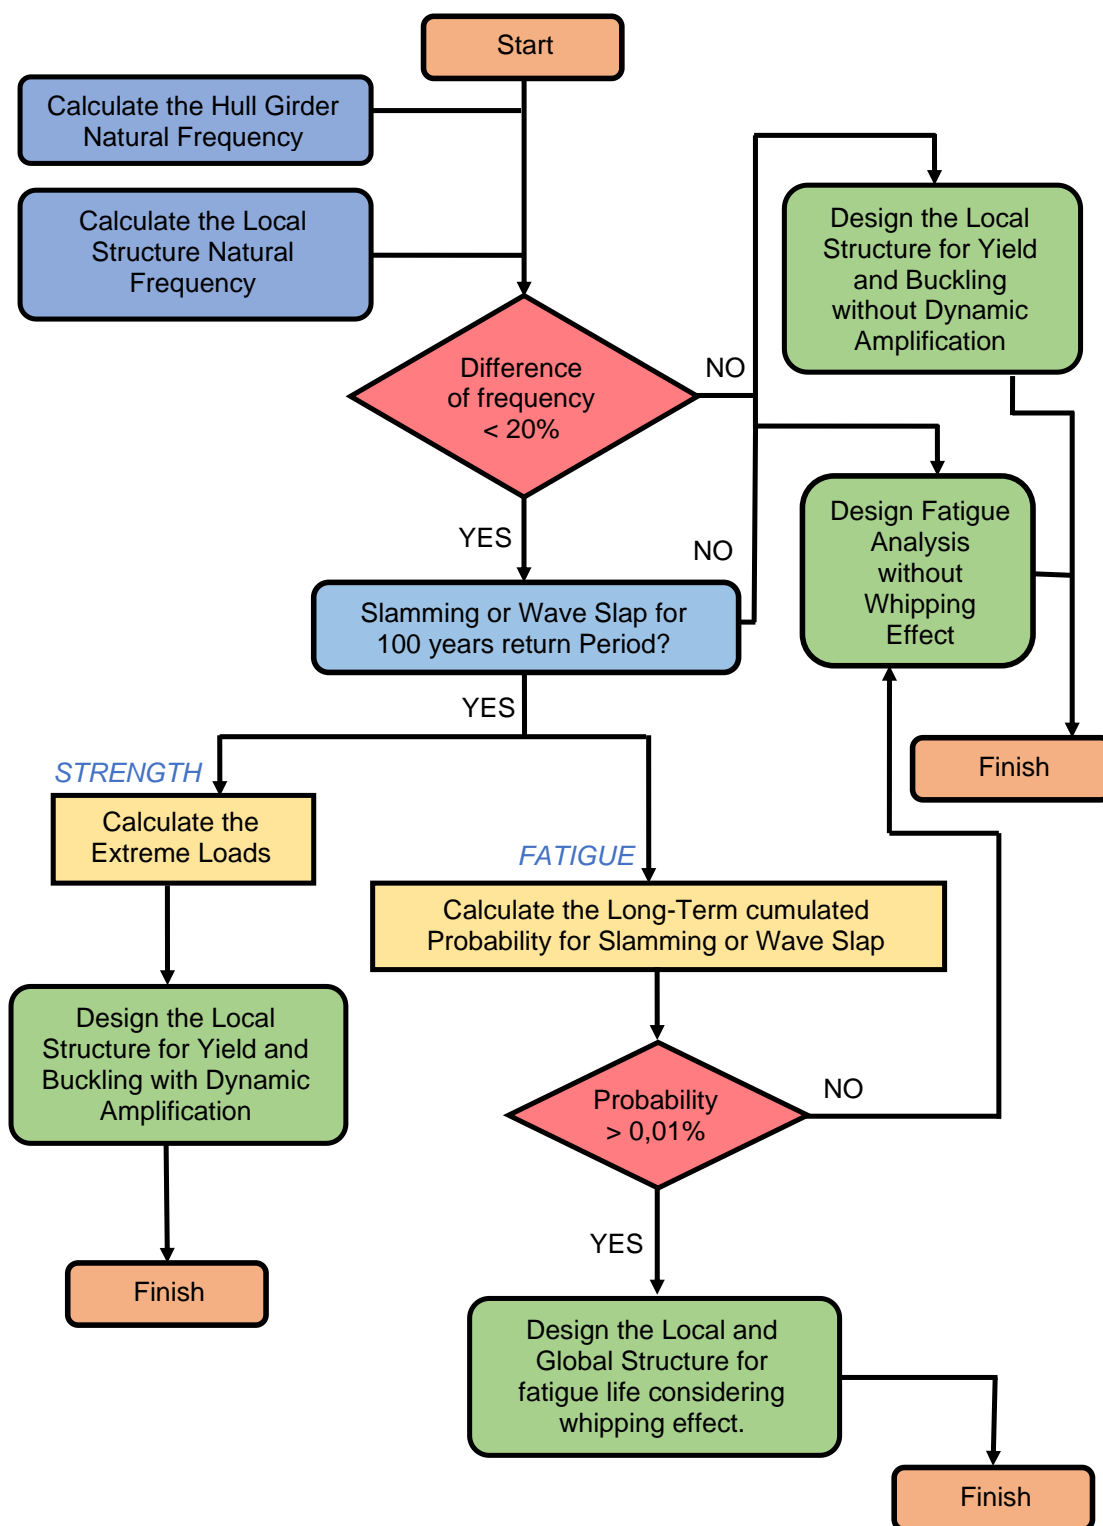 Start
Calculate the Hull Girder
Natural Frequency
Calculate the Local
Structure Natural
Frequency
Design the Local
Structure for Yield
and Buckling
without Dynamic
Amplification
Difference
of frequency
< 20%
NO
YES
NO
Design Fatigue
Analysis
without
Whipping
Effect
Slamming or Wave Slap for
100 years return Period?
YES
Finish
STRENGTH
Calculate the
Extreme Loads
FATIGUE
Calculate the Long-Term cumulated
Probability for Slamming or Wave Slap
Design the Local
Structure for Yield and
Buckling with Dynamic
Amplification
Probability
> 0,01%
NO
YES
Finish
Design the Local and
Global Structure for
fatigue life considering
whipping effect.
Finish